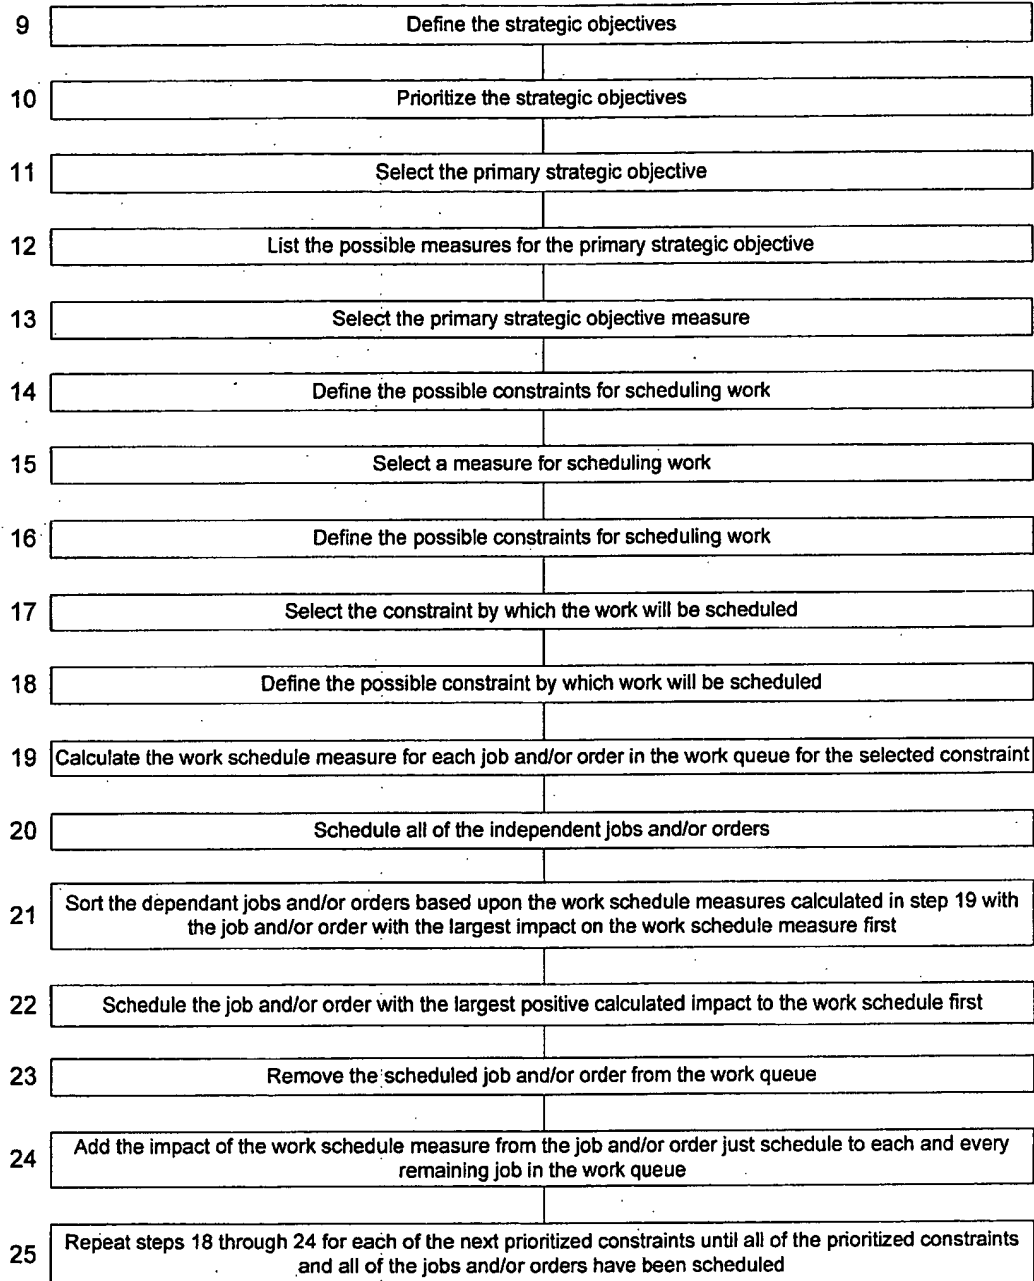 9 Define the strategic objectives
10 Prioritize the strategic objectives
11 Select the primary strategic objective
12 List the possible measures for the primary strategic objective
13 Select the primary strategic objective measure
14 Define the possible constraints for scheduling work
15 Select a measure for scheduling work
16 Define the possible constraints for scheduling work
17 Select the constraint by which the work will be scheduled
18 Define the possible constraint by which work will be scheduled
19 Calculate the work schedule measure for each job and/or order in the work queue for the selected constraint
20 Schedule all of the independent jobs and/or orders
21 Sort the dependant jobs and/or orders based upon the work schedule measures calculated in step 19 with
the job and/or order with the largest impact on the work schedule measure first
22 Schedule the job and/or order with the largest positive calculated impact to the work schedule first
23 Remove the scheduled job and/or order from the work queue
24 Add the impact of the work schedule measure from the job and/or order just schedule to each and every
remaining job in the work queue
25 Repeat steps 18 through 24 for each of the next prioritized constraints until all of the prioritized constraints
and all of the jobs and/or orders have been scheduled